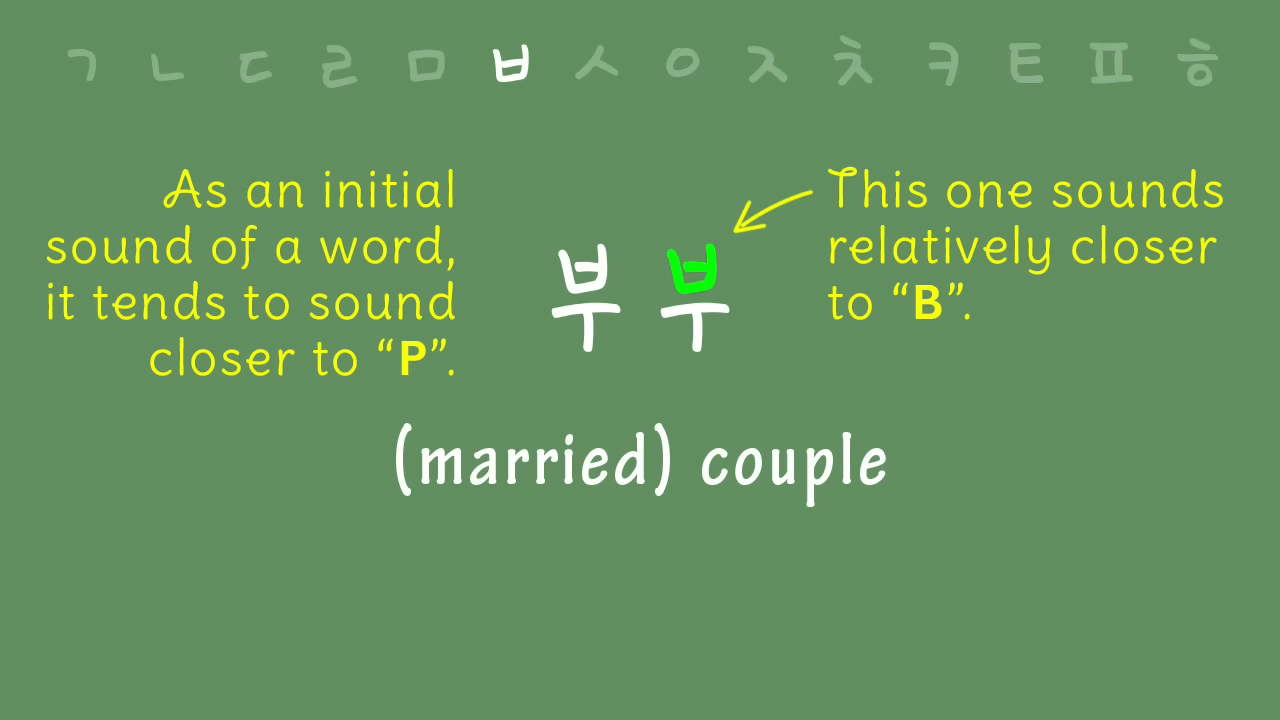 ㄱ ㄴ ㄷ ㄹ ㅁ ㅂ ㅅ ㅇ ㅈ ㅊ ㅋ ㅌ ㅍ ㅎ
As an initial
sound of a word,
it tends to sound
closer to “P”.
부부
This one sounds
relatively closer
to “B”.
(married) couple